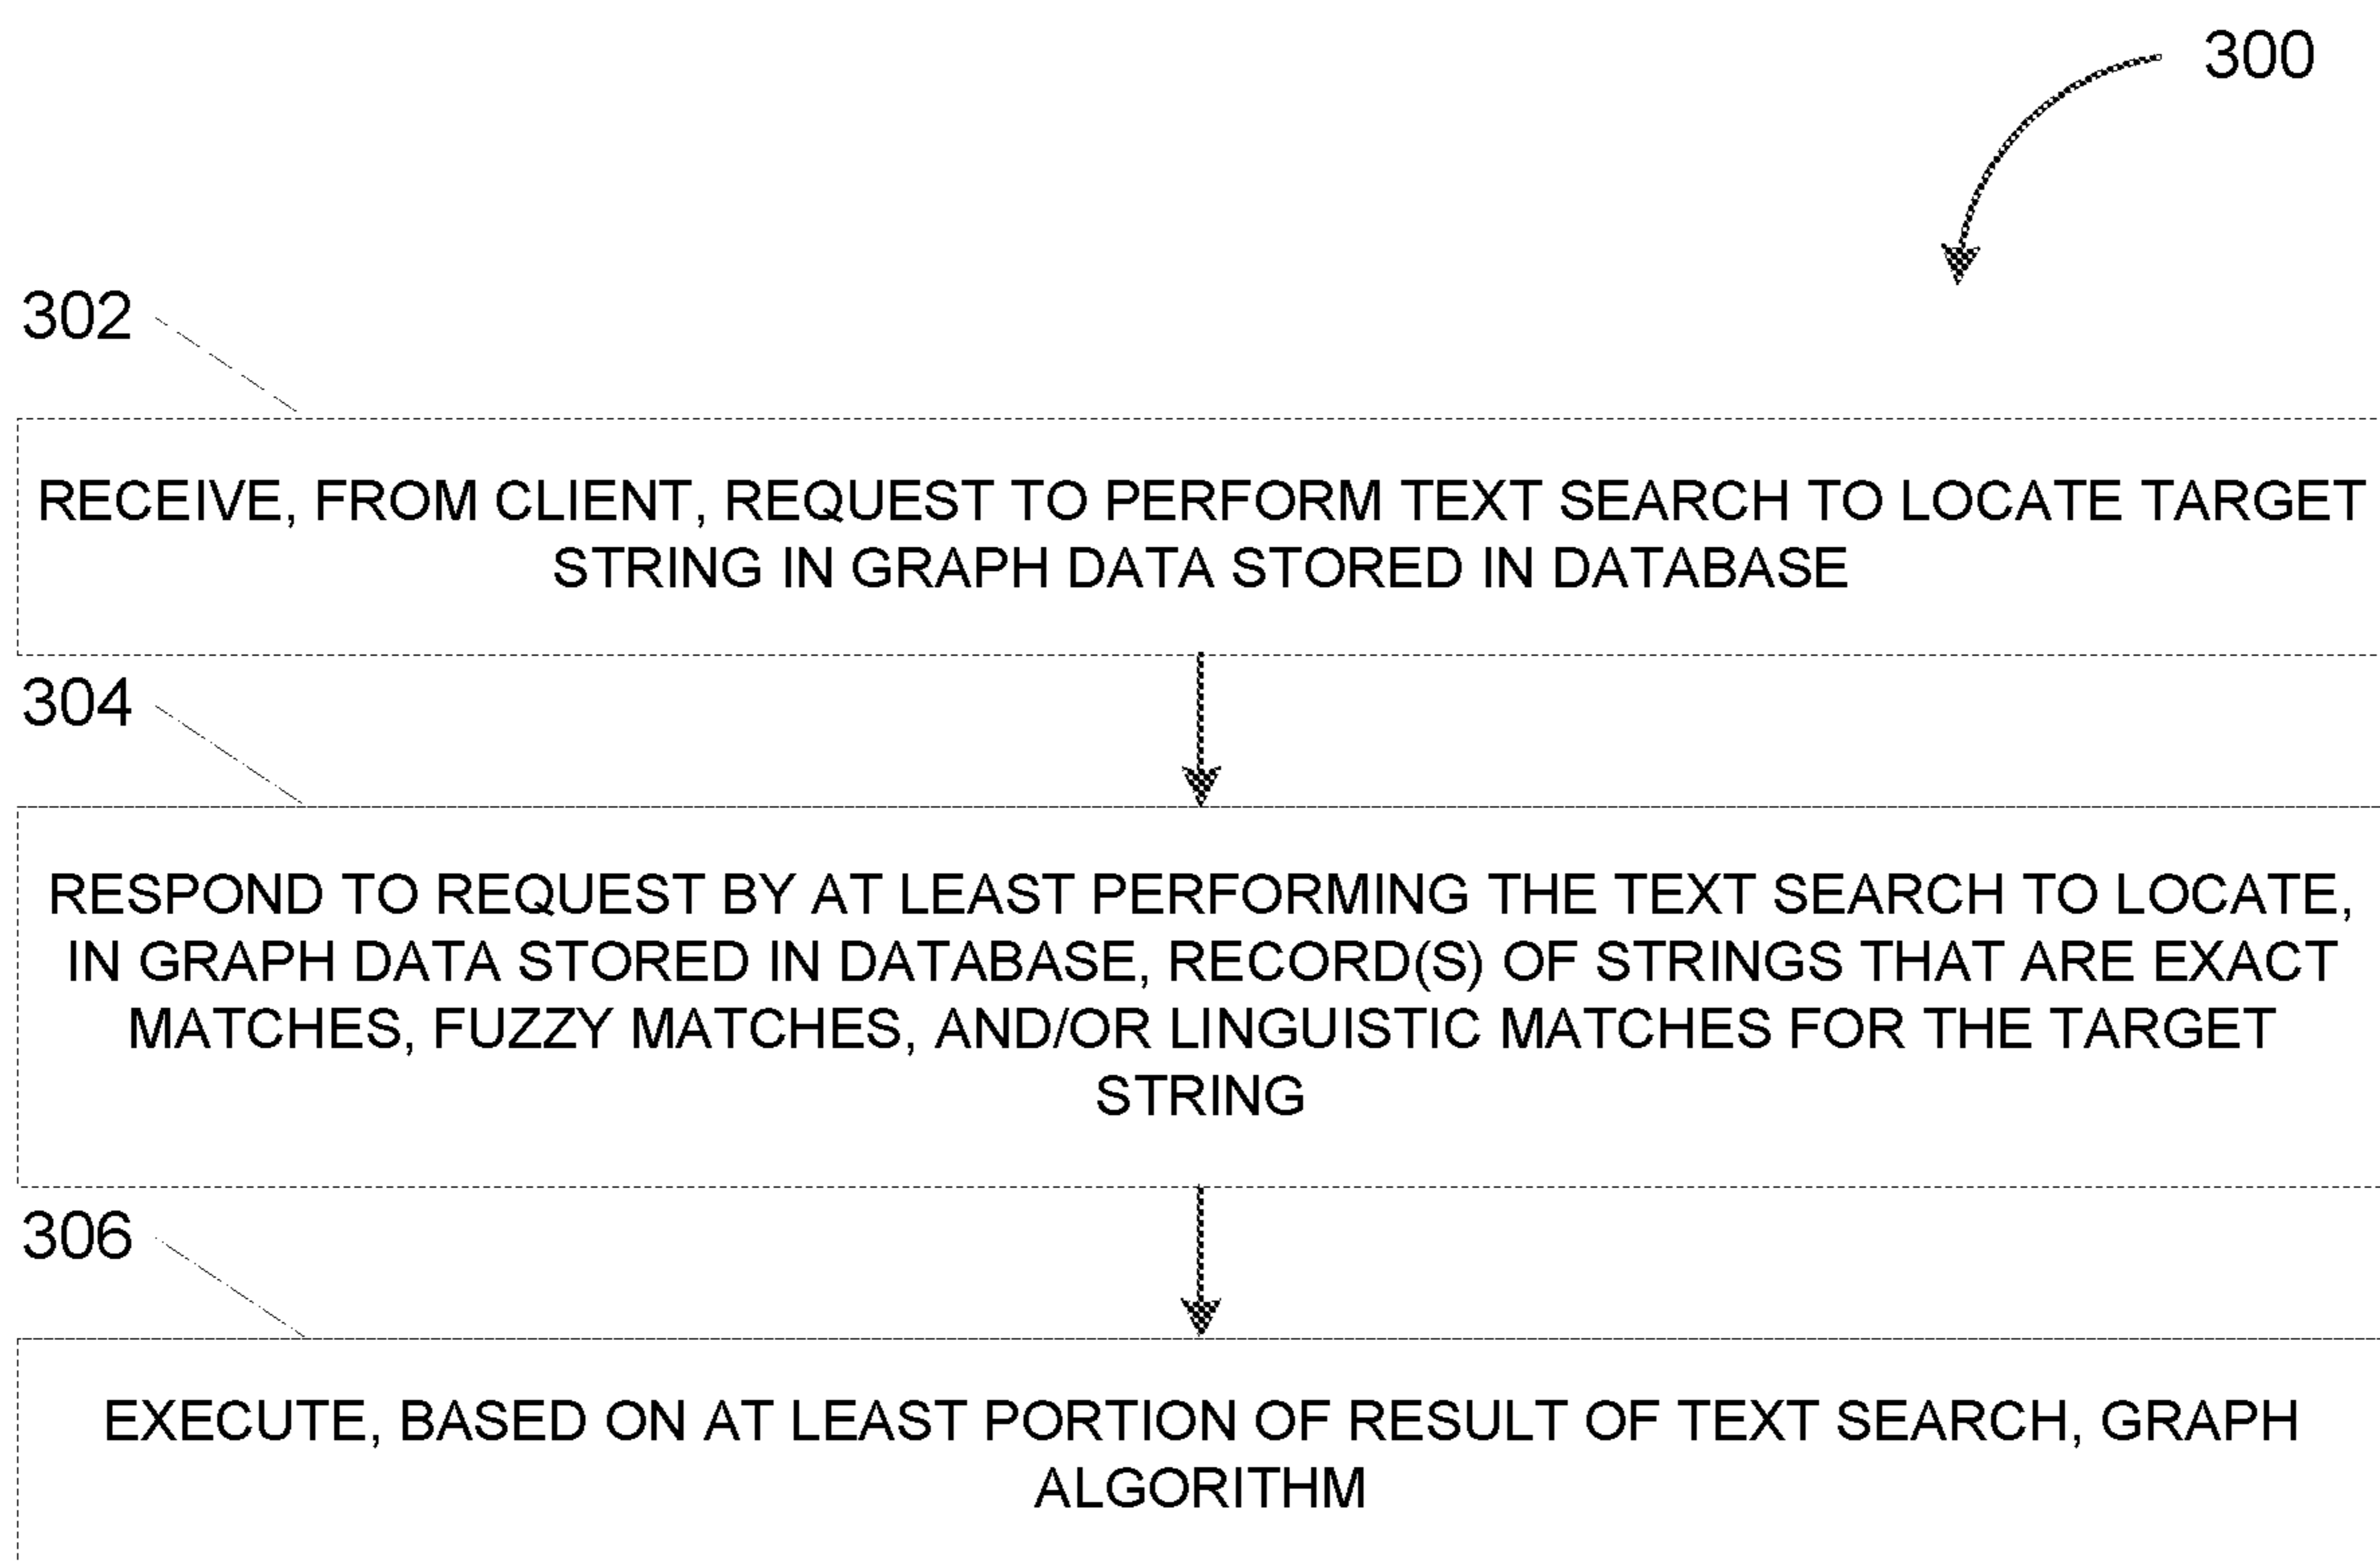 300
302
RECEIVE, FROM CLIENT, REQUEST TO PERFORM TEXT SEARCH TO LOCATE TARGET
STRING IN GRAPH DATA STORED IN DATABASE
304
RESPOND TO REQUEST BY AT LEAST PERFORMING THE TEXT SEARCH TO LOCATE,
IN GRAPH DATA STORED IN DATABASE, RECORD(S) OF STRINGS THAT ARE EXACT
MATCHES, FUZZY MATCHES, AND/OR LINGUISTIC MATCHES FOR THE TARGET
STRING
306
EXECUTE, BASED ON AT LEAST PORTION OF RESULT OF TEXT SEARCH, GRAPH
ALGORITHM